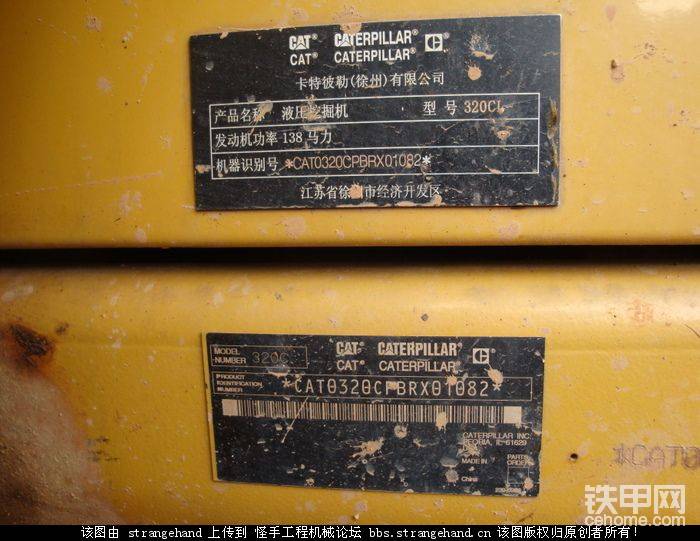 CAT® CATERPILLAR® C®
CAT® CATERPILLAR®
卡特彼勒(徐州)有限公司
产品名称 液压挖掘机 型 号 320CL
发动机功率 138 马力
机器识别号 *CAT0320CPBRX01082*
江苏省徐州市经济开发区
MODEL NUMBER 320C
CAT® CATERPILLAR® C®
CAT® CATERPILLAR®
PRODUCT IDENTIFICATION NUMBER *CAT0320CPBRX01082*
CATERPILLAR INC.
PEORIA, IL 61629
MADE IN
PARTS ORDER
China
*CAT0
铁甲网
cehome.com
该图由 strangehand 上传到 怪手工程机械论坛 bbs.strangehand.cn 该图版权归原创者所有!